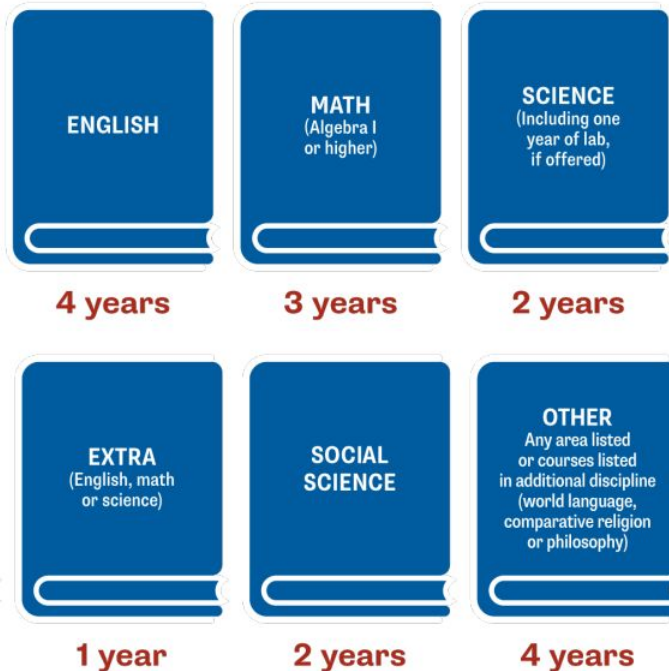 ENGLISH
4 years
MATH
(Algebra I
or higher)
3 years
SCIENCE
(Including one
year of lab,
if offered)
2 years
EXTRA
(English, math
or science)
1 year
SOCIAL
SCIENCE
2 years
OTHER
Any area listed
or courses listed
in additional discipline
(world language,
comparative religion
or philosophy)
4 years